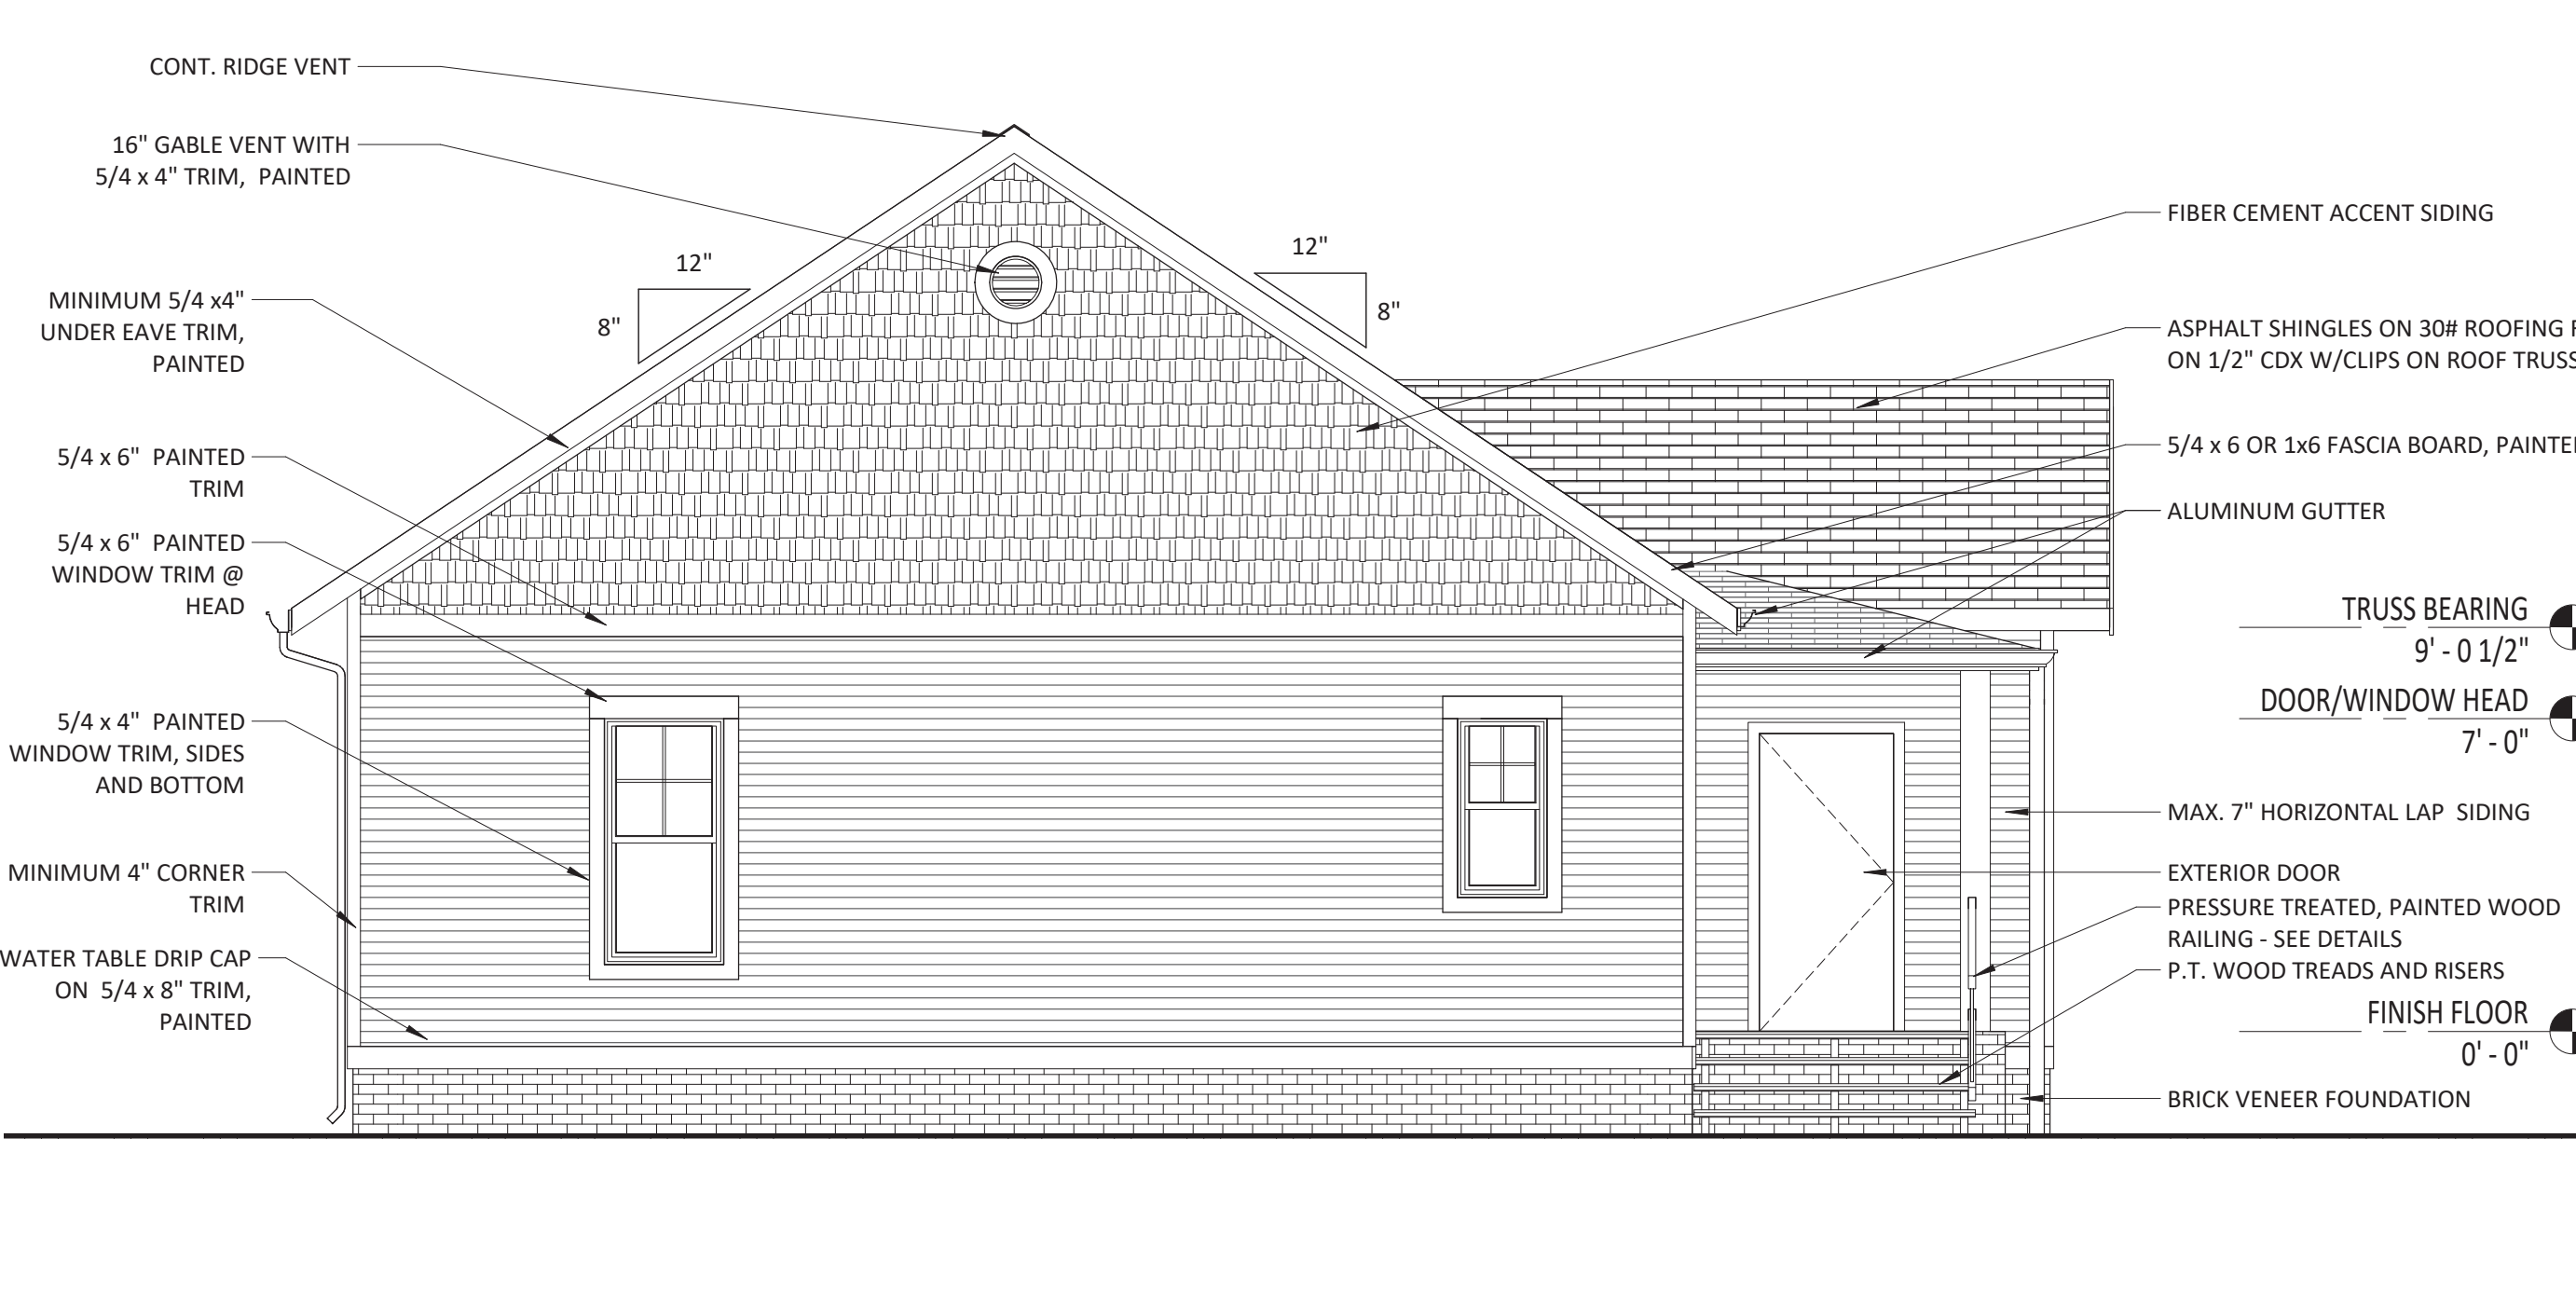 CONT. RIDGE VENT
16" GABLE VENT WITH
5/4 x 4" TRIM, PAINTED
MINIMUM 5/4 x4"
UNDER EAVE TRIM,
PAINTED
5/4 x 6" PAINTED
TRIM
5/4 x 6" PAINTED
WINDOW TRIM @
HEAD
5/4 x 4" PAINTED
WINDOW TRIM, SIDES
AND BOTTOM
MINIMUM 4" CORNER
TRIM
WATER TABLE DRIP CAP
ON 5/4 x 8" TRIM,
PAINTED
12"
8"
12"
8"
FIBER CEMENT ACCENT SIDING
ASPHALT SHINGLES ON 30# ROOFING
ON 1/2" CDX W/CLIPS ON ROOF TRUSS
5/4 x 6 OR 1x6 FASCIA BOARD, PAINTE
ALUMINUM GUTTER
TRUSS BEARING
9' - 0 1/2"
DOOR/WINDOW HEAD
7' - 0"
MAX. 7" HORIZONTAL LAP SIDING
EXTERIOR DOOR
PRESSURE TREATED, PAINTED WOOD
RAILING - SEE DETAILS
P.T. WOOD TREADS AND RISERS
FINISH FLOOR
0' - 0"
BRICK VENEER FOUNDATION